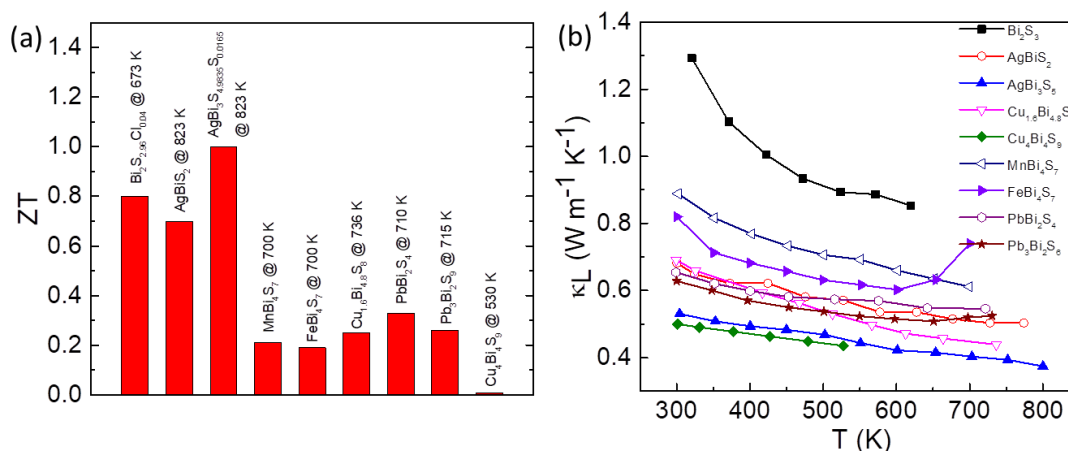 (a)
1.4
1.2
1.0
0.8
0.6
0.4
0.2
0.0
ZT
Bi₂S₂.₉₆Cl₀.₀₄ @ 673 K
AgBiS₂ @ 823 K
AgBi₃S₄.₉₈₃₅S₀.₀₁₆₅
@ 823 K
MnBi₄S₇ @ 700 K
FeBi₄S₇ @ 700 K
Cu₁.₆Bi₄.₈S₈ @ 736 K
PbBi₂S₄ @ 710 K
Pb₃Bi₂S₉ @ 715 K
Cu₄Bi₄S₉ @ 530 K
(b)
1.4
1.2
1.0
0.8
0.6
0.4
κL (W m⁻¹ K⁻¹)
Bi₂S₃
AgBiS₂
AgBi₃S₅
Cu₁.₆Bi₄.₈S
Cu₄Bi₄S₉
MnBi₄S₇
FeBi₄S₇
PbBi₂S₄
Pb₃Bi₂S₆
300 400 500 600 700 800
T (K)